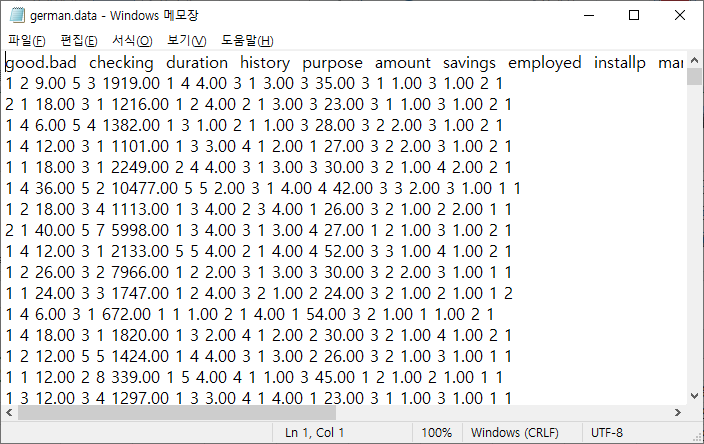 german.data - Windows 메모장
파일(F) 편집(E) 서식(O) 보기(V) 도움말(H)
good.bad checking duration history purpose amount savings employed installp mar
1 2 9.00 5 3 1919.00 1 4 4.00 3 1 3.00 3 35.00 3 1 1.00 3 1.00 2 1
2 1 18.00 3 1 1216.00 1 2 4.00 2 1 3.00 3 23.00 3 1 1.00 3 1.00 2 1
1 4 6.00 5 4 1382.00 1 3 1.00 2 1 1.00 3 28.00 3 2 2.00 3 1.00 2 1
1 4 12.00 3 1 1101.00 1 3 3.00 4 1 2.00 1 27.00 3 2 2.00 3 1.00 2 1
1 1 18.00 3 1 2249.00 2 4 4.00 3 1 3.00 3 30.00 3 2 1.00 4 2.00 2 1
1 4 36.00 5 2 10477.00 5 5 2.00 3 1 4.00 4 42.00 3 3 2.00 3 1.00 1 1
1 2 18.00 3 4 1113.00 1 3 4.00 2 3 4.00 1 26.00 3 2 1.00 2 2.00 1 1
2 1 40.00 5 7 5998.00 1 3 4.00 3 1 3.00 4 27.00 1 2 1.00 3 1.00 2 1
1 4 12.00 3 1 2133.00 5 5 4.00 2 1 4.00 4 52.00 3 3 1.00 4 1.00 2 1
1 2 26.00 3 2 7966.00 1 2 2.00 3 1 3.00 3 30.00 3 2 2.00 3 1.00 1 1
1 1 24.00 3 3 1747.00 1 2 4.00 3 2 1.00 2 24.00 3 2 1.00 2 1.00 1 2
1 4 6.00 3 1 672.00 1 1 1.00 2 1 4.00 1 54.00 3 2 1.00 1 1.00 2 1
1 4 18.00 3 1 1820.00 1 3 2.00 4 1 2.00 2 30.00 3 2 1.00 4 1.00 2 1
1 2 12.00 5 5 1424.00 1 4 4.00 3 1 3.00 2 26.00 3 2 1.00 3 1.00 1 1
1 1 12.00 2 8 339.00 1 5 4.00 4 1 1.00 3 45.00 1 2 1.00 2 1.00 1 1
1 3 12.00 3 4 1297.00 1 3 3.00 4 1 4.00 1 23.00 3 1 1.00 3 1.00 1 1
Ln 1, Col 1 100% Windows (CRLF) UTF-8